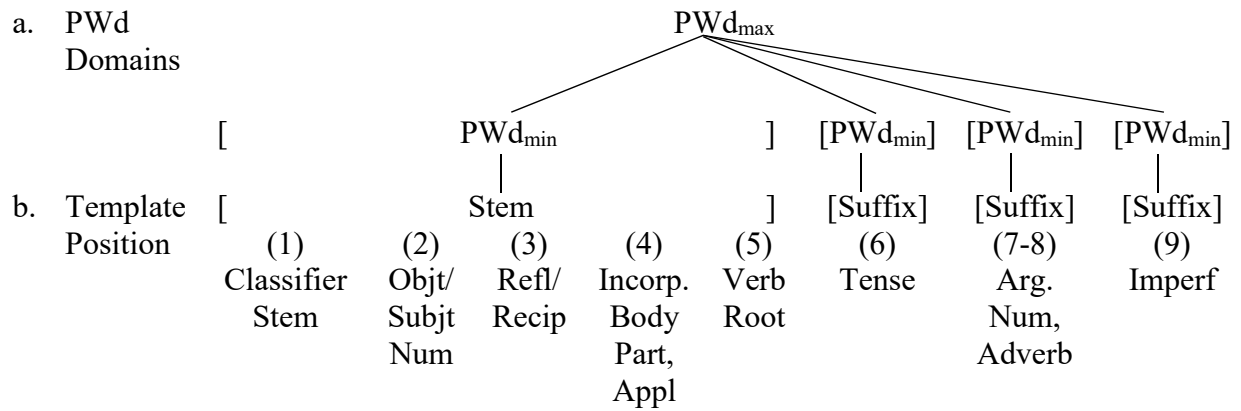 a. PWd PWdmax
Domains
[ PWdmin ] [PWdmin] [PWdmin] [PWdmin]
b. Template [ Stem ] [Suffix] [Suffix] [Suffix]
Position (1) (2) (3) (4) (5) (6) (7-8) (9)
Classifier Objt/ Refl/ Incorp. Verb Tense Arg. Imperf
Stem Subjt Recip Body Root Num,
Num Part, Adverb
Appl